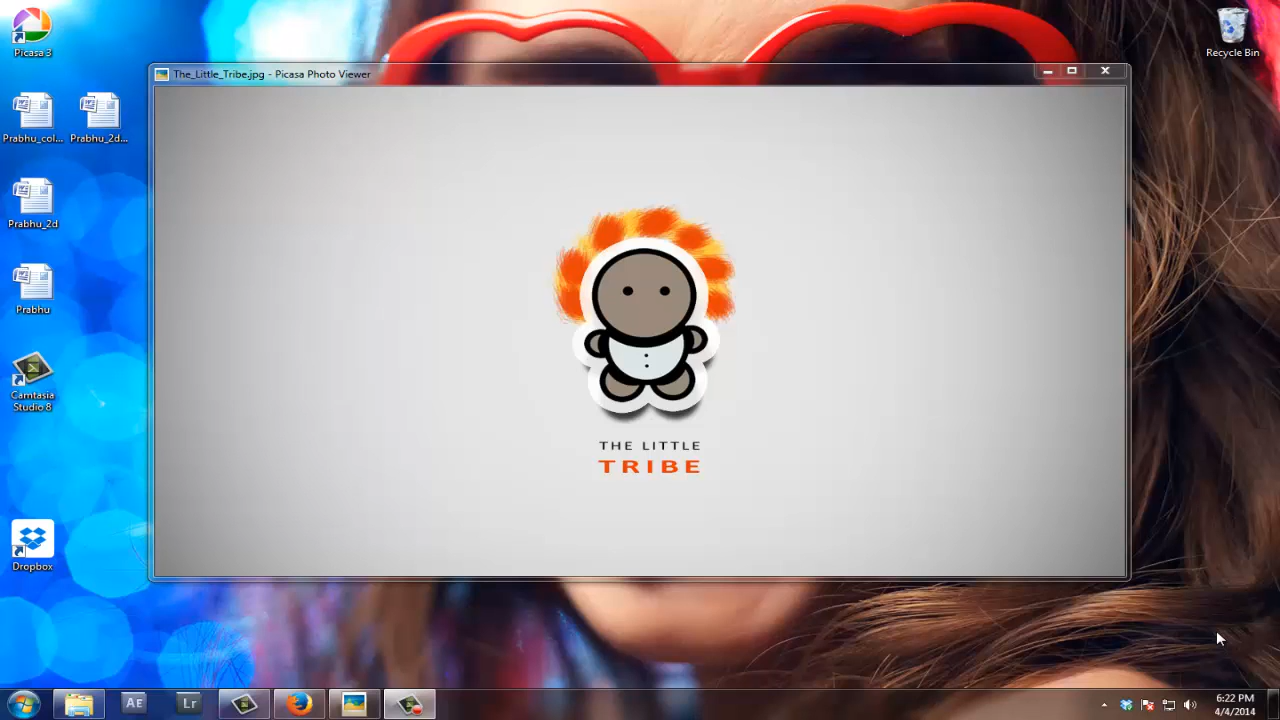 Picasa 3
Recycle Bin
The_Little_Tribe.jpg - Picasa Photo Viewer
Prabhu_col...
Prabhu_2d...
Prabhu_2d
Prabhu
Camtasia
Studio 8
Dropbox
THE LITTLE
TRIBE
AE
Lr
6:22 PM
4/4/2014